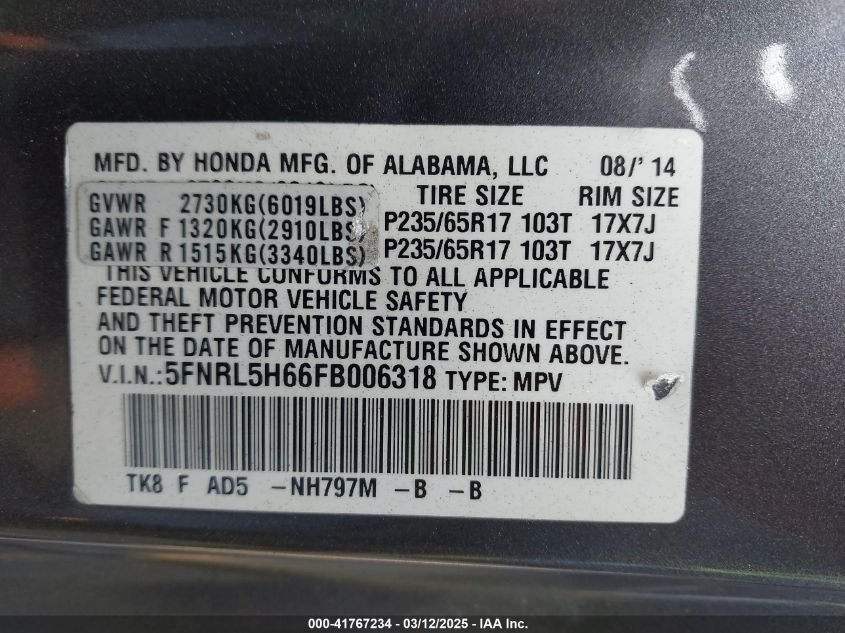 MFD. BY HONDA MFG. OF ALABAMA, LLC 08/' 14
TIRE SIZE RIM SIZE
GVWR 2730KG(6019LBS)
GAWR F 1320KG(2910LBS) P235/65R17 103T 17X7J
GAWR R 1515KG(3340LBS) P235/65R17 103T 17X7J
THIS VEHICLE CONFORMS TO ALL APPLICABLE
FEDERAL MOTOR VEHICLE SAFETY
AND THEFT PREVENTION STANDARDS IN EFFECT
ON THE DATE OF MANUFACTURE SHOWN ABOVE.
V.I.N.:5FNRL5H66FB006318 TYPE: MPV
TK8 F AD5 -NH797M -B -B
000-41767234 - 03/12/2025 - IAA Inc.